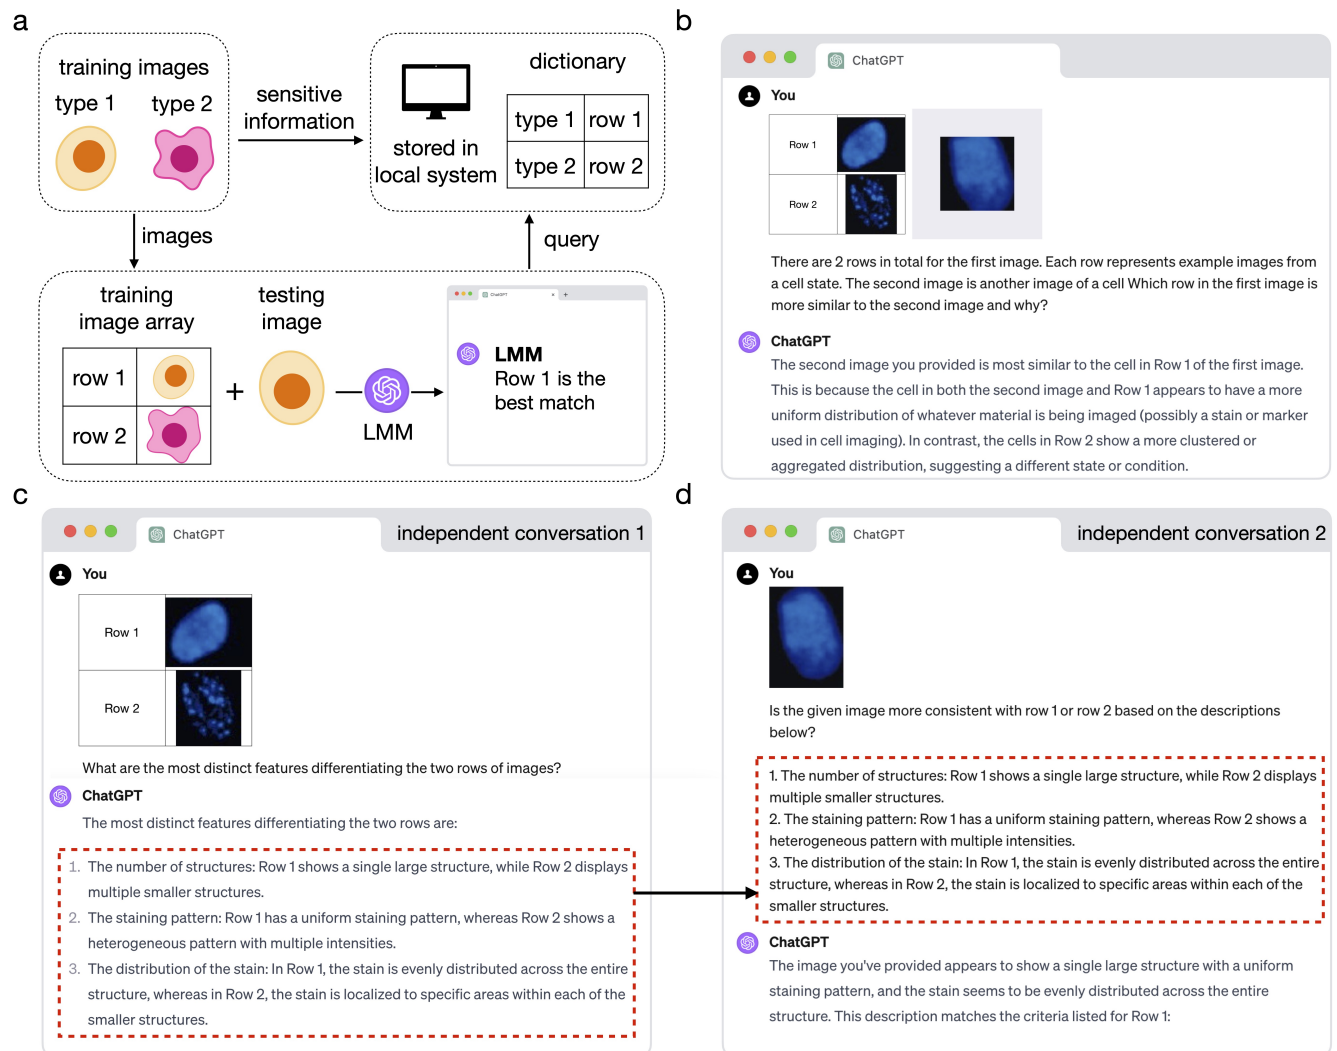 a
training images
type 1 type 2
sensitive
information
stored in
local system
dictionary
type 1 row 1
type 2 row 2
images
query
training
image array
row 1
row 2
+
testing
image
LMM
ChatGPT
LMM
Row 1 is the
best match
b
ChatGPT
You
Row 1
Row 2
There are 2 rows in total for the first image. Each row represents example images from
a cell state. The second image is another image of a cell Which row in the first image is
more similar to the second image and why?
ChatGPT
The second image you provided is most similar to the cell in Row 1 of the first image.
This is because the cell in both the second image and Row 1 appears to have a more
uniform distribution of whatever material is being imaged (possibly a stain or marker
used in cell imaging). In contrast, the cells in Row 2 show a more clustered or
aggregated distribution, suggesting a different state or condition.
c
ChatGPT
independent conversation 1
You
Row 1
Row 2
What are the most distinct features differentiating the two rows of images?
ChatGPT
The most distinct features differentiating the two rows are:
1. The number of structures: Row 1 shows a single large structure, while Row 2 displays
multiple smaller structures.
2. The staining pattern: Row 1 has a uniform staining pattern, whereas Row 2 shows a
heterogeneous pattern with multiple intensities.
3. The distribution of the stain: In Row 1, the stain is evenly distributed across the entire
structure, whereas in Row 2, the stain is localized to specific areas within each of the
smaller structures.
d
ChatGPT
independent conversation 2
You
Is the given image more consistent with row 1 or row 2 based on the descriptions
below?
1. The number of structures: Row 1 shows a single large structure, while Row 2 displays
multiple smaller structures.
2. The staining pattern: Row 1 has a uniform staining pattern, whereas Row 2 shows a
heterogeneous pattern with multiple intensities.
3. The distribution of the stain: In Row 1, the stain is evenly distributed across the entire
structure, whereas in Row 2, the stain is localized to specific areas within each of the
smaller structures.
ChatGPT
The image you've provided appears to show a single large structure with a uniform
staining pattern, and the stain seems to be evenly distributed across the entire
structure. This description matches the criteria listed for Row 1: